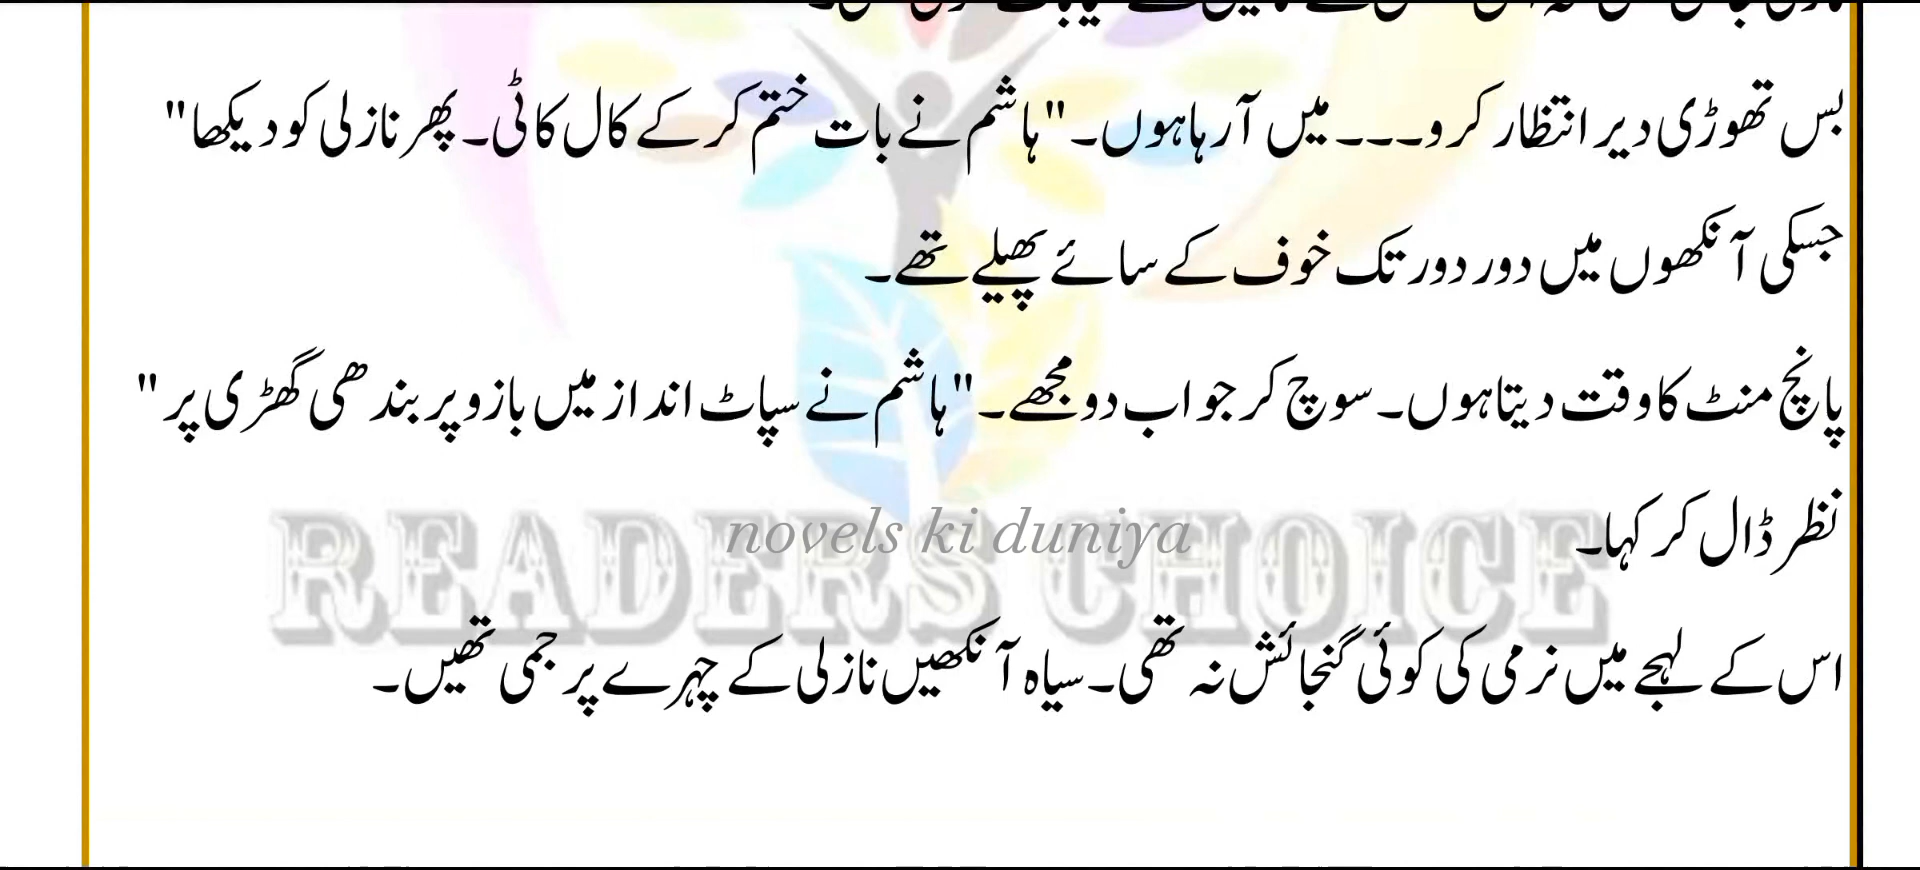 بس تھوڑی دیر انتظار کرو۔۔۔ میں آ رہا ہوں۔" ہاشم نے بات ختم کر کے کال کاٹی۔ پھر نازلی کو دیکھا"
جسکی آنکھوں میں دور دور تک خوف کے سائے پھیلے تھے۔
پانچ منٹ کا وقت دیتا ہوں۔ سوچ کر جواب دو مجھے۔" ہاشم نے سپاٹ انداز میں بازو پر بندھی گھڑی پر"
نظر ڈال کر کہا۔
READERS CHOICE
novels ki duniya
اس کے لہجے میں نرمی کی کوئی گنجائش نہ تھی۔ سیاہ آنکھیں نازلی کے چہرے پر جمی تھیں۔